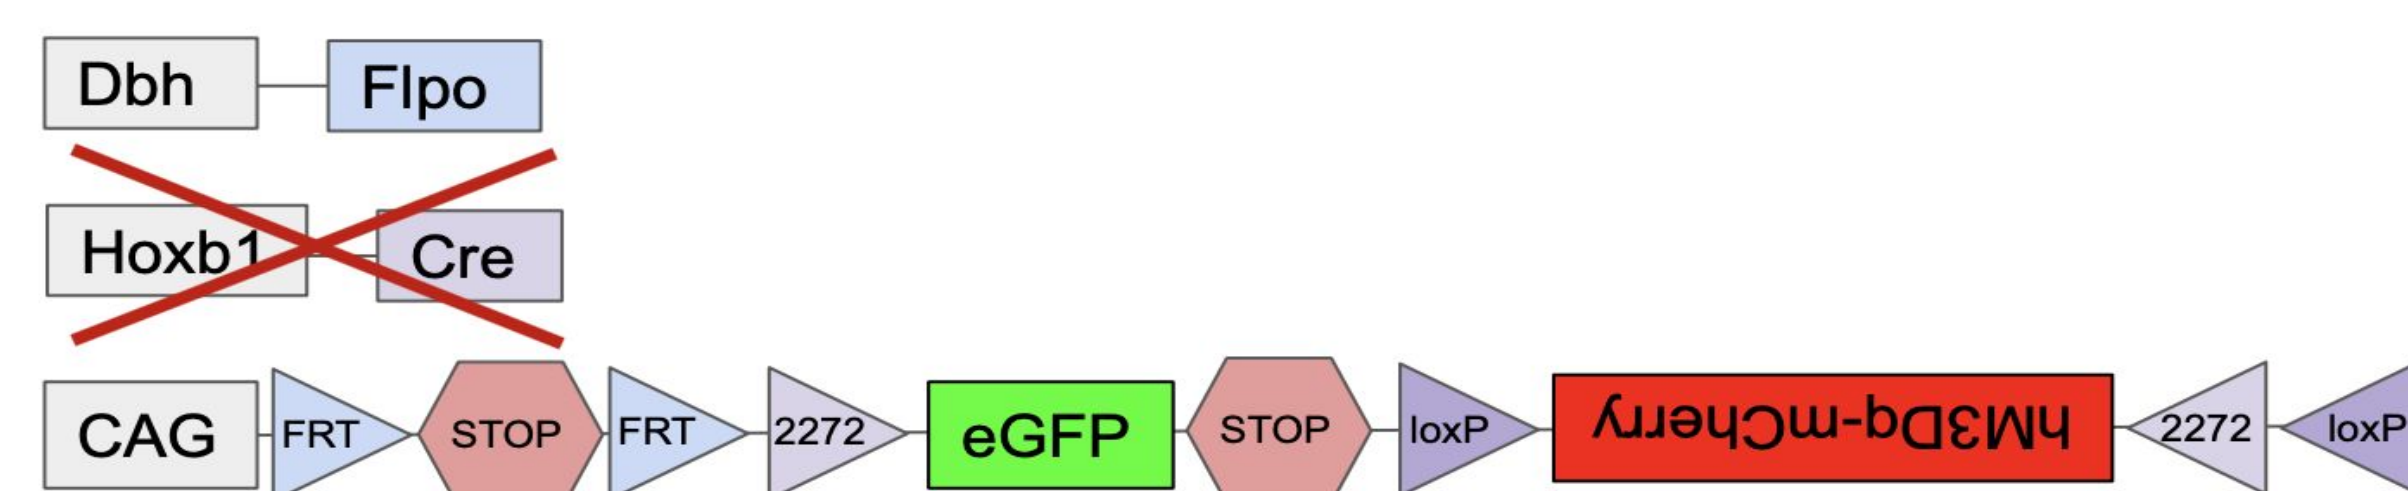 Dbh Flpo
Hoxb1 Cre
CAG FRT STOP FRT 2272 eGFP STOP loxP hM3Dq-mCherry 2272 loxP